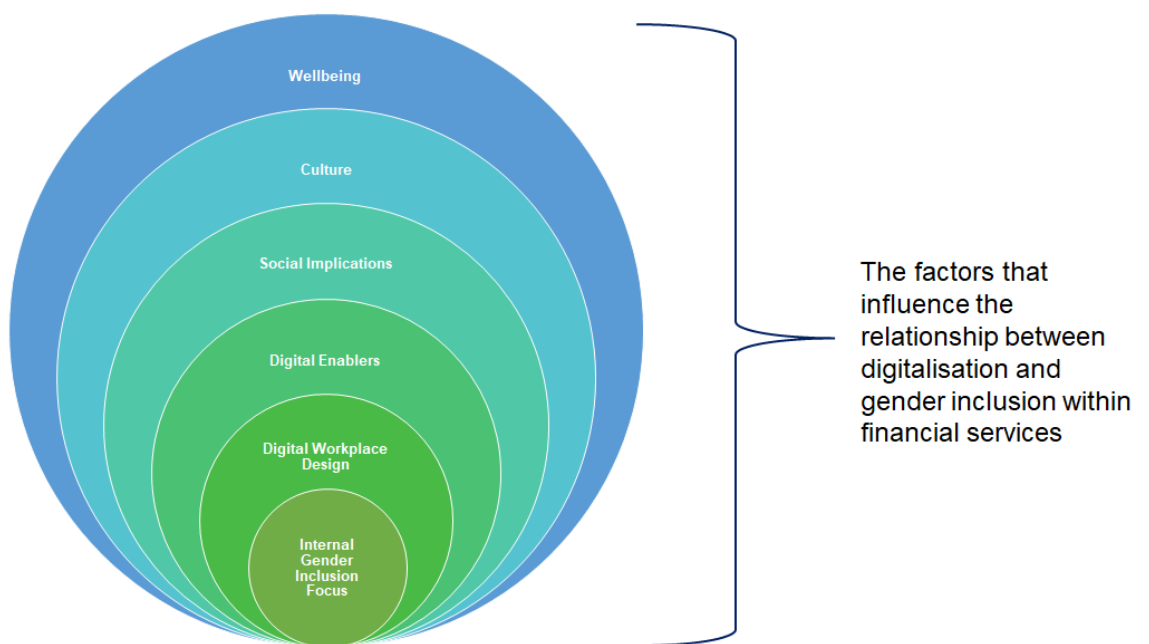 Wellbeing
Culture
Social Implications
Digital Enablers
Digital Workplace
Design
Internal
Gender
Inclusion
Focus
The factors that
influence the
relationship between
digitalisation and
gender inclusion within
financial services